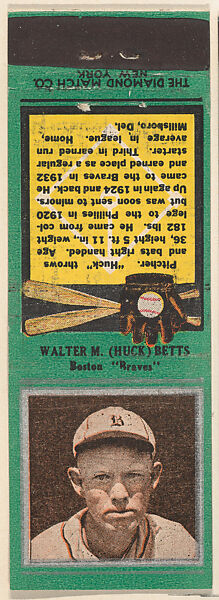 THE DIAMOND MATCH CO.
NEW YORK
Pitcher. "Huck" throws
and bats right handed. Age
36, height 5 ft. 11 in., weight
182 lbs. He came from col-
lege to the Phillies in 1920
but was soon sent to minors.
Up again in 1924 and back. He
came to the Braves in 1932
and earned place as a regular
starter. Third in earned run
average, in league. Home,
Millsboro, Del.
WALTER M. (HUCK) BETTS
Boston "Braves"
B